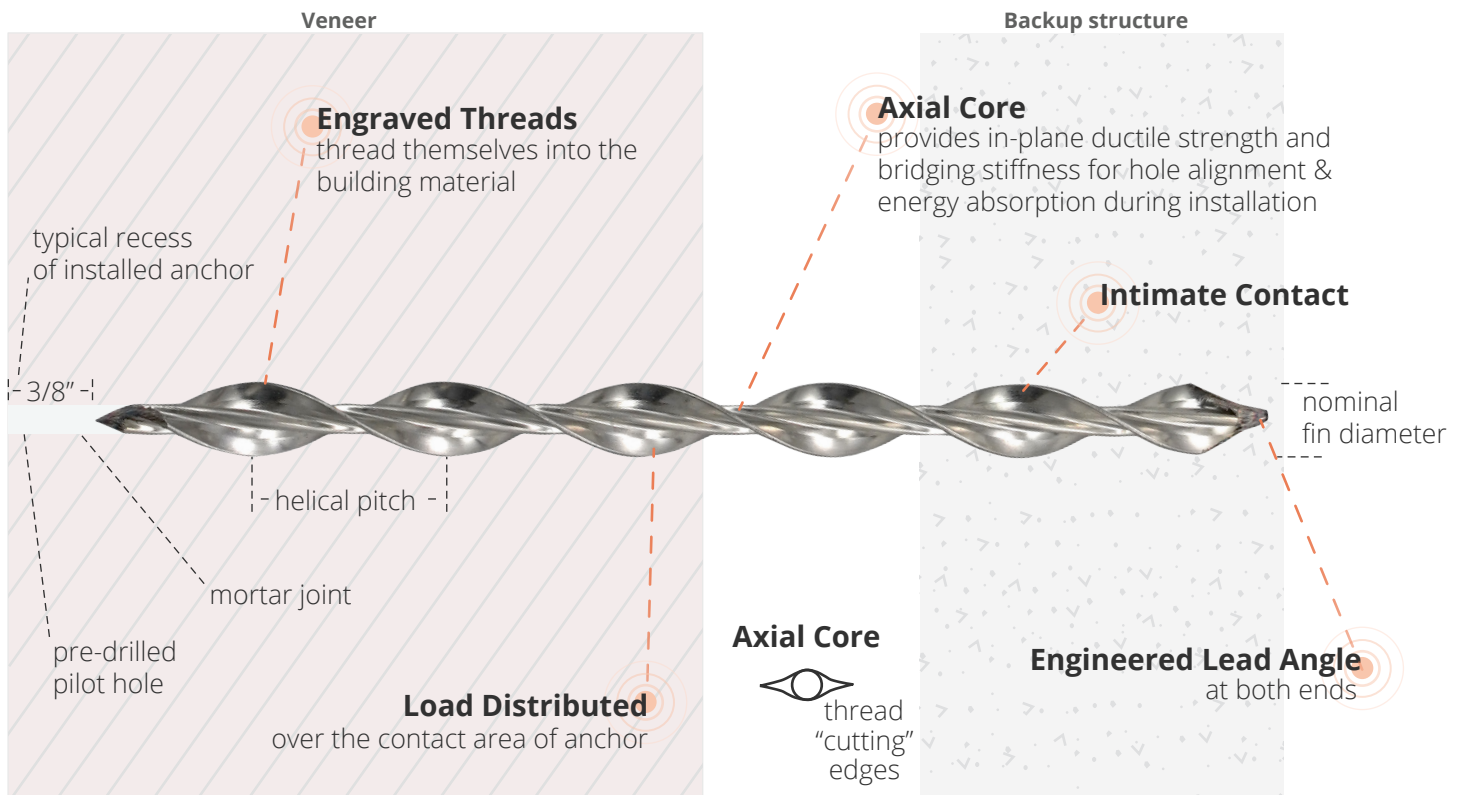 Veneer
Backup structure
Engraved Threads
thread themselves into the
building material
Axial Core
provides in-plane ductile strength and
bridging stiffness for hole alignment &
energy absorption during installation
typical recess
of installed anchor
Intimate Contact
3/8”
nominal
fin diameter
helical pitch
mortar joint
pre-drilled
pilot hole
Load Distributed
over the contact area of anchor
Axial Core
thread
“cutting”
edges
Engineered Lead Angle
at both ends